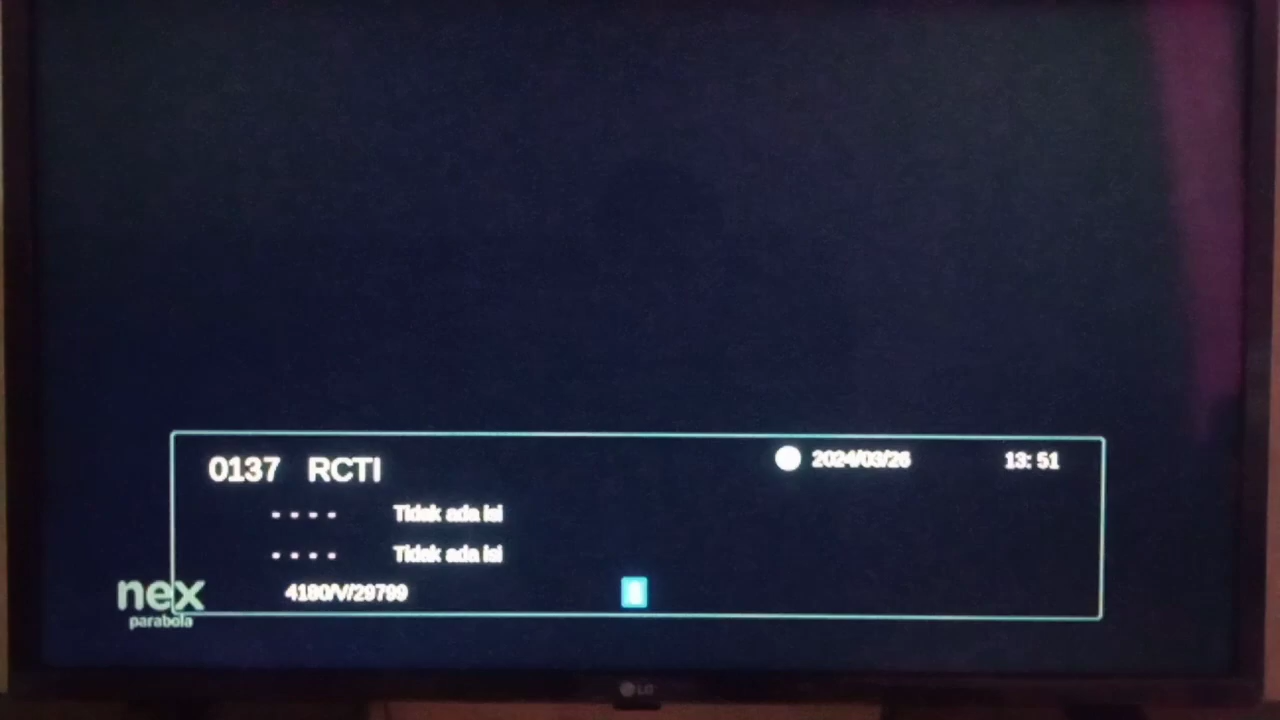 0137 RCTI 2024/03/26 13: 51
- - - - Tidak ada isi
- - - - Tidak ada isi
4180/V/29799
nex
parabola
LG